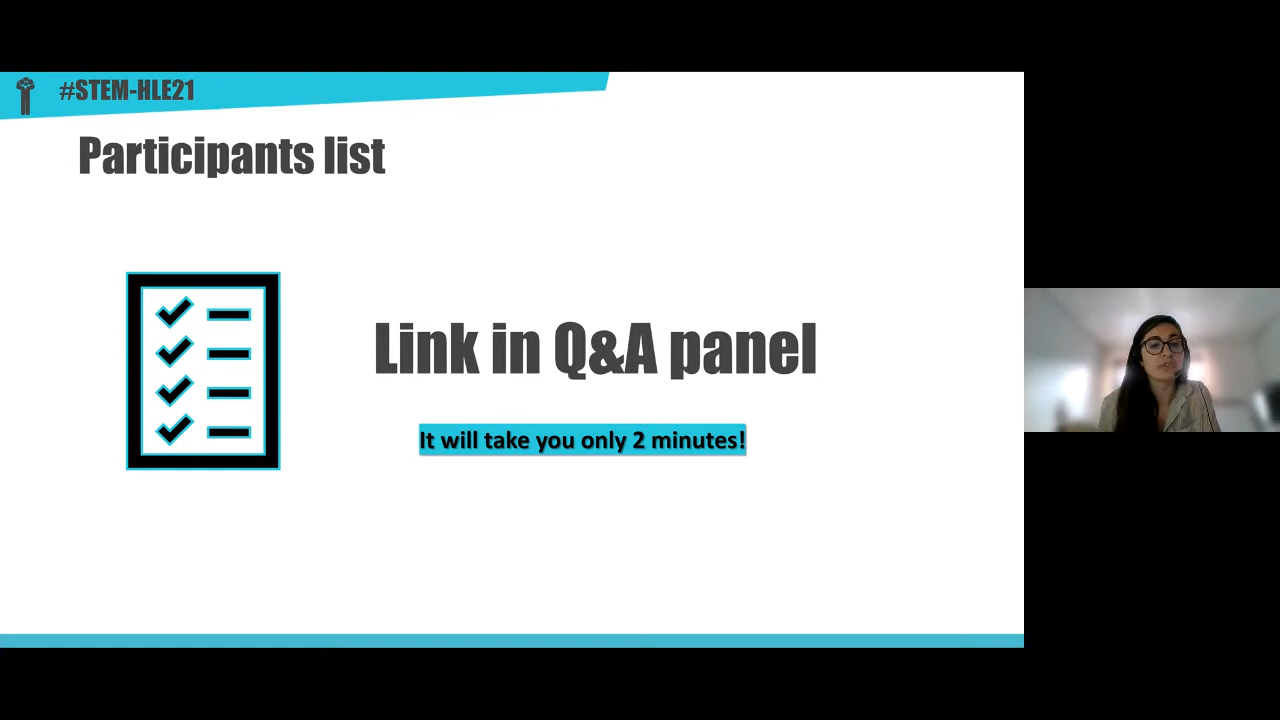 #STEM-HLE21
Participants list
Link in Q&A panel
It will take you only 2 minutes!